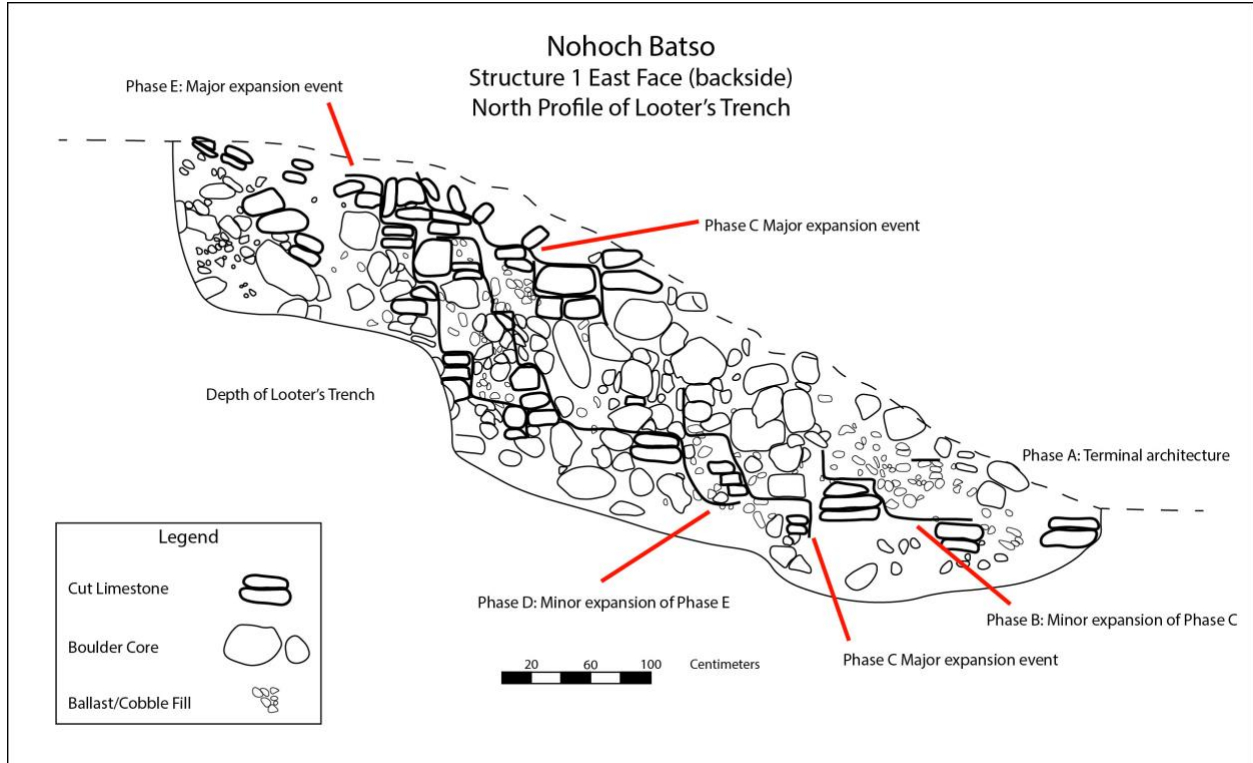 Nohoch Batso
Structure 1 East Face (backside)
North Profile of Looter's Trench
Phase E: Major expansion event
Phase C Major expansion event
Depth of Looter's Trench
Phase A: Terminal architecture
Legend
Cut Limestone
Boulder Core
Ballast/Cobble Fill
Phase D: Minor expansion of Phase E
Phase B: Minor expansion of Phase C
Phase C Major expansion event
20 60 100 Centimeters